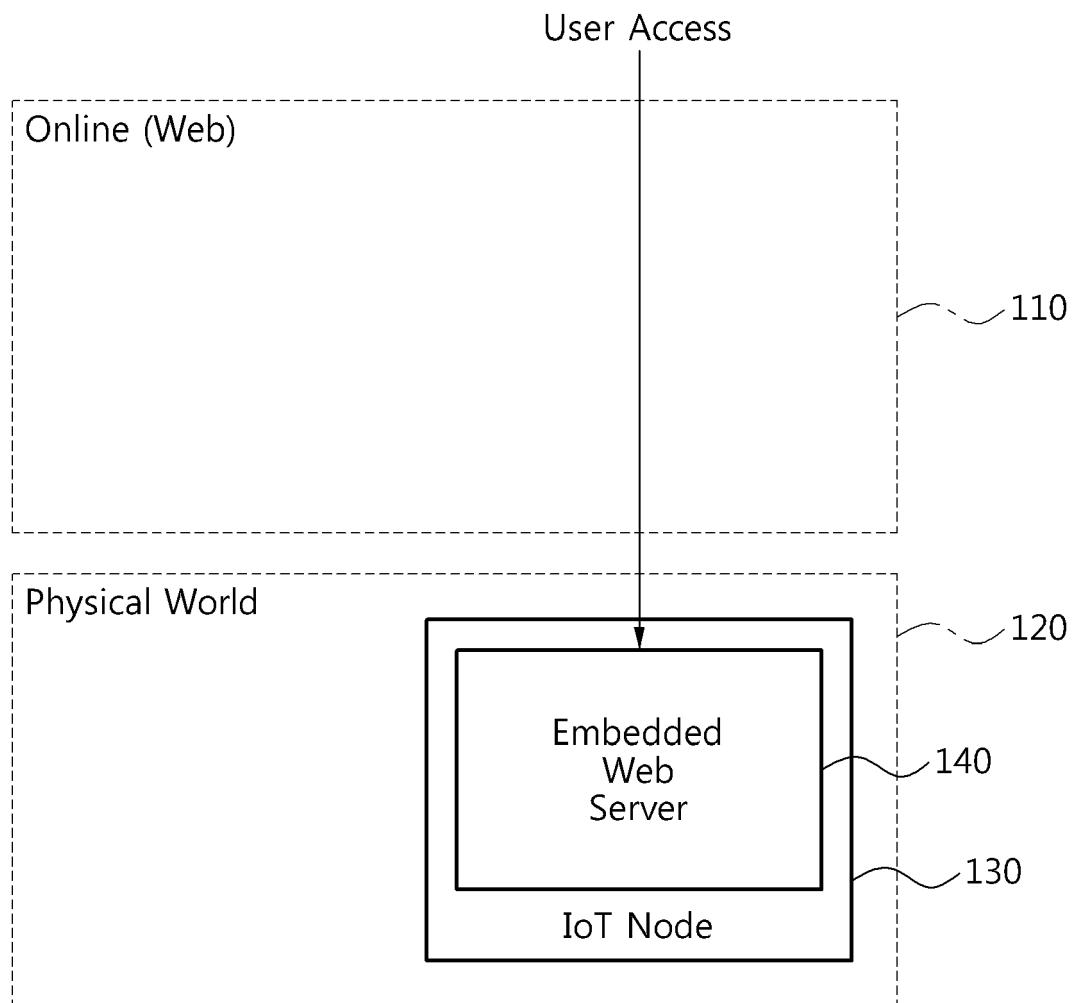 User Access
Online (Web)
110
Physical World
120
Embedded
Web
Server
140
130
IoT Node